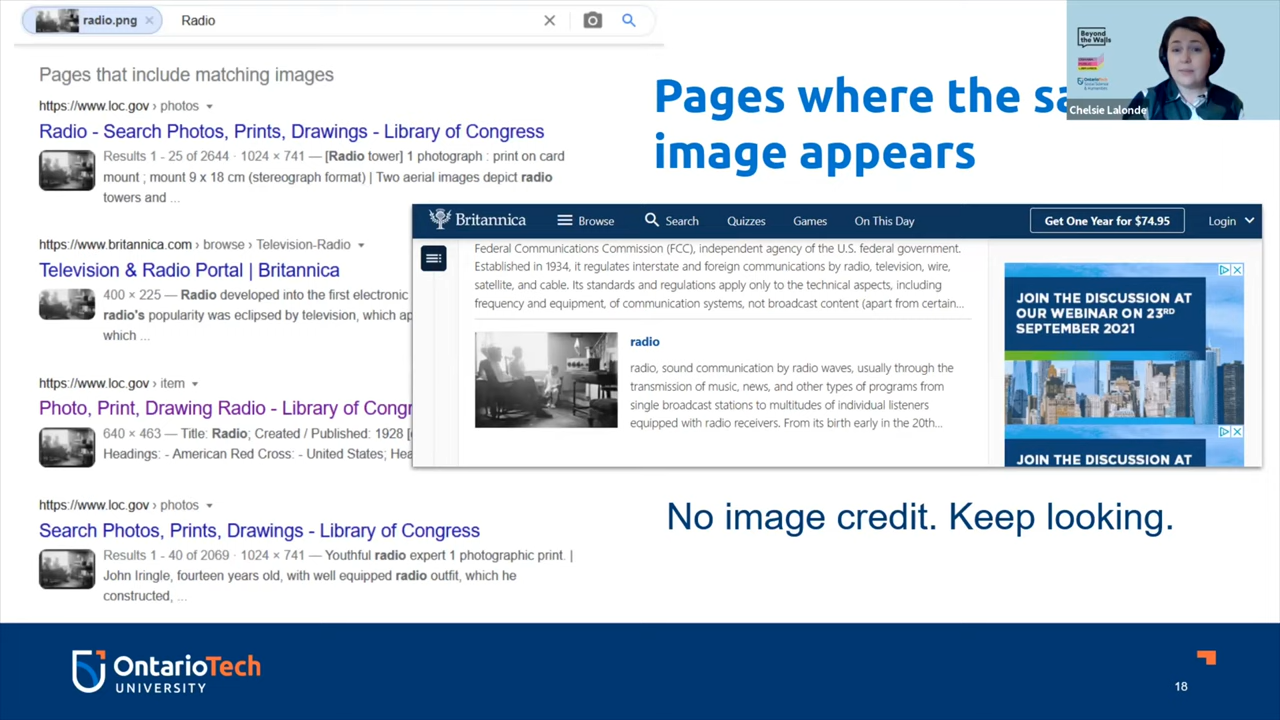 radio.png
Radio
Pages that include matching images
https://www.loc.gov › photos
Radio - Search Photos, Prints, Drawings - Library of Congress
Results 1 - 25 of 2644 · 1024 × 741 — [Radio tower] 1 photograph : print on card
mount ; mount 9 x 18 cm (stereograph format) | Two aerial images depict radio
towers and ...
https://www.britannica.com › browse › Television-Radio
Television & Radio Portal | Britannica
400 × 225 — Radio developed into the first electronic
radio's popularity was eclipsed by television, which ap
which ...
https://www.loc.gov › item
Photo, Print, Drawing Radio - Library of Congr
640 × 463 — Title: Radio; Created / Published: 1928 [
Headings: - American Red Cross: - United States; Hea
https://www.loc.gov › photos
Search Photos, Prints, Drawings - Library of Congress
Results 1 - 40 of 2069 · 1024 × 741 — Youthful radio expert 1 photographic print. |
John Iringle, fourteen years old, with well equipped radio outfit, which he
constructed, ...
Pages where the sa
image appears
Beyond
the Walls
OntarioTech
Chelsie Lalonde
Britannica
Browse
Search
Quizzes
Games
On This Day
Get One Year for $74.95
Login
Federal Communications Commission (FCC), independent agency of the U.S. federal government.
Established in 1934, it regulates interstate and foreign communications by radio, television, wire,
satellite, and cable. Its standards and regulations apply only to the technical aspects, including
frequency and equipment, of communication systems, not broadcast content (apart from certain...
radio
radio, sound communication by radio waves, usually through the
transmission of music, news, and other types of programs from
single broadcast stations to multitudes of individual listeners
equipped with radio receivers. From its birth early in the 20th...
JOIN THE DISCUSSION AT
OUR WEBINAR ON 23RD
SEPTEMBER 2021
JOIN THE DISCUSSION AT
No image credit. Keep looking.
OntarioTech
UNIVERSITY
18